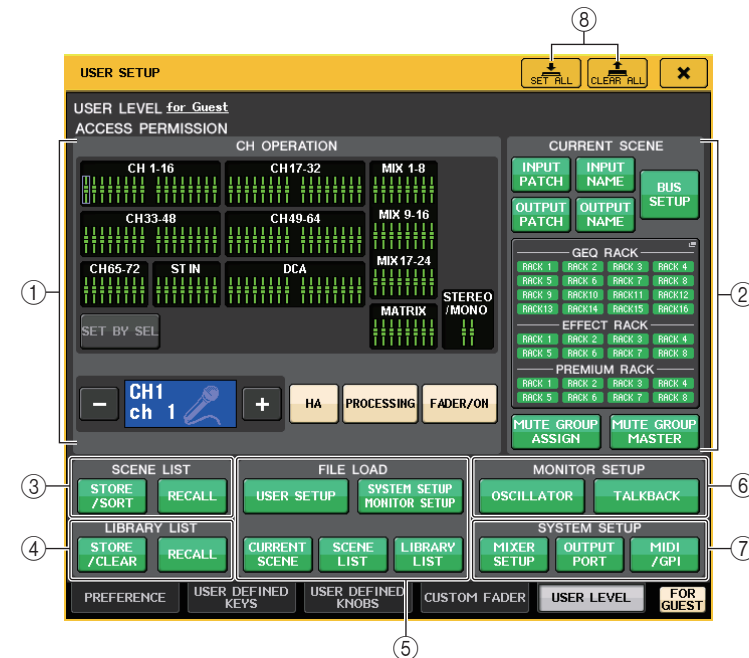 ⑧
USER SETUP
SET ALL
CLEAR ALL
USER LEVEL for Guest
ACCESS PERMISSION
①
CH OPERATION
CH 1-16
CH17-32
MIX 1-8
CH33-48
CH49-64
MIX 9-16
CH65-72
ST IN
DCA
MIX17-24
MATRIX
STEREO
/MONO
SET BY SEL
CH1
ch 1
HA
PROCESSING
FADER/ON
②
CURRENT SCENE
INPUT
PATCH
INPUT
NAME
BUS
SETUP
OUTPUT
PATCH
OUTPUT
NAME
GEQ RACK
RACK 1 RACK 2 RACK 3 RACK 4
RACK 5 RACK 6 RACK 7 RACK 8
RACK 9 RACK10 RACK11 RACK12
RACK13 RACK14 RACK15 RACK16
EFFECT RACK
RACK 1 RACK 2 RACK 3 RACK 4
RACK 5 RACK 6 RACK 7 RACK 8
PREMIUM RACK
RACK 1 RACK 2 RACK 3 RACK 4
RACK 5 RACK 6 RACK 7 RACK 8
MUTE GROUP
ASSIGN
MUTE GROUP
MASTER
③
SCENE LIST
STORE
/SORT
RECALL
④
LIBRARY LIST
STORE
/CLEAR
RECALL
FILE LOAD
USER SETUP
SYSTEM SETUP
MONITOR SETUP
CURRENT
SCENE
SCENE
LIST
LIBRARY
LIST
⑤
MONITOR SETUP
OSCILLATOR
TALKBACK
⑥
SYSTEM SETUP
MIXER
SETUP
OUTPUT
PORT
MIDI
/GPI
⑦
PREFERENCE
USER DEFINED
KEYS
USER DEFINED
KNOBS
CUSTOM FADER
USER LEVEL
FOR
GUEST